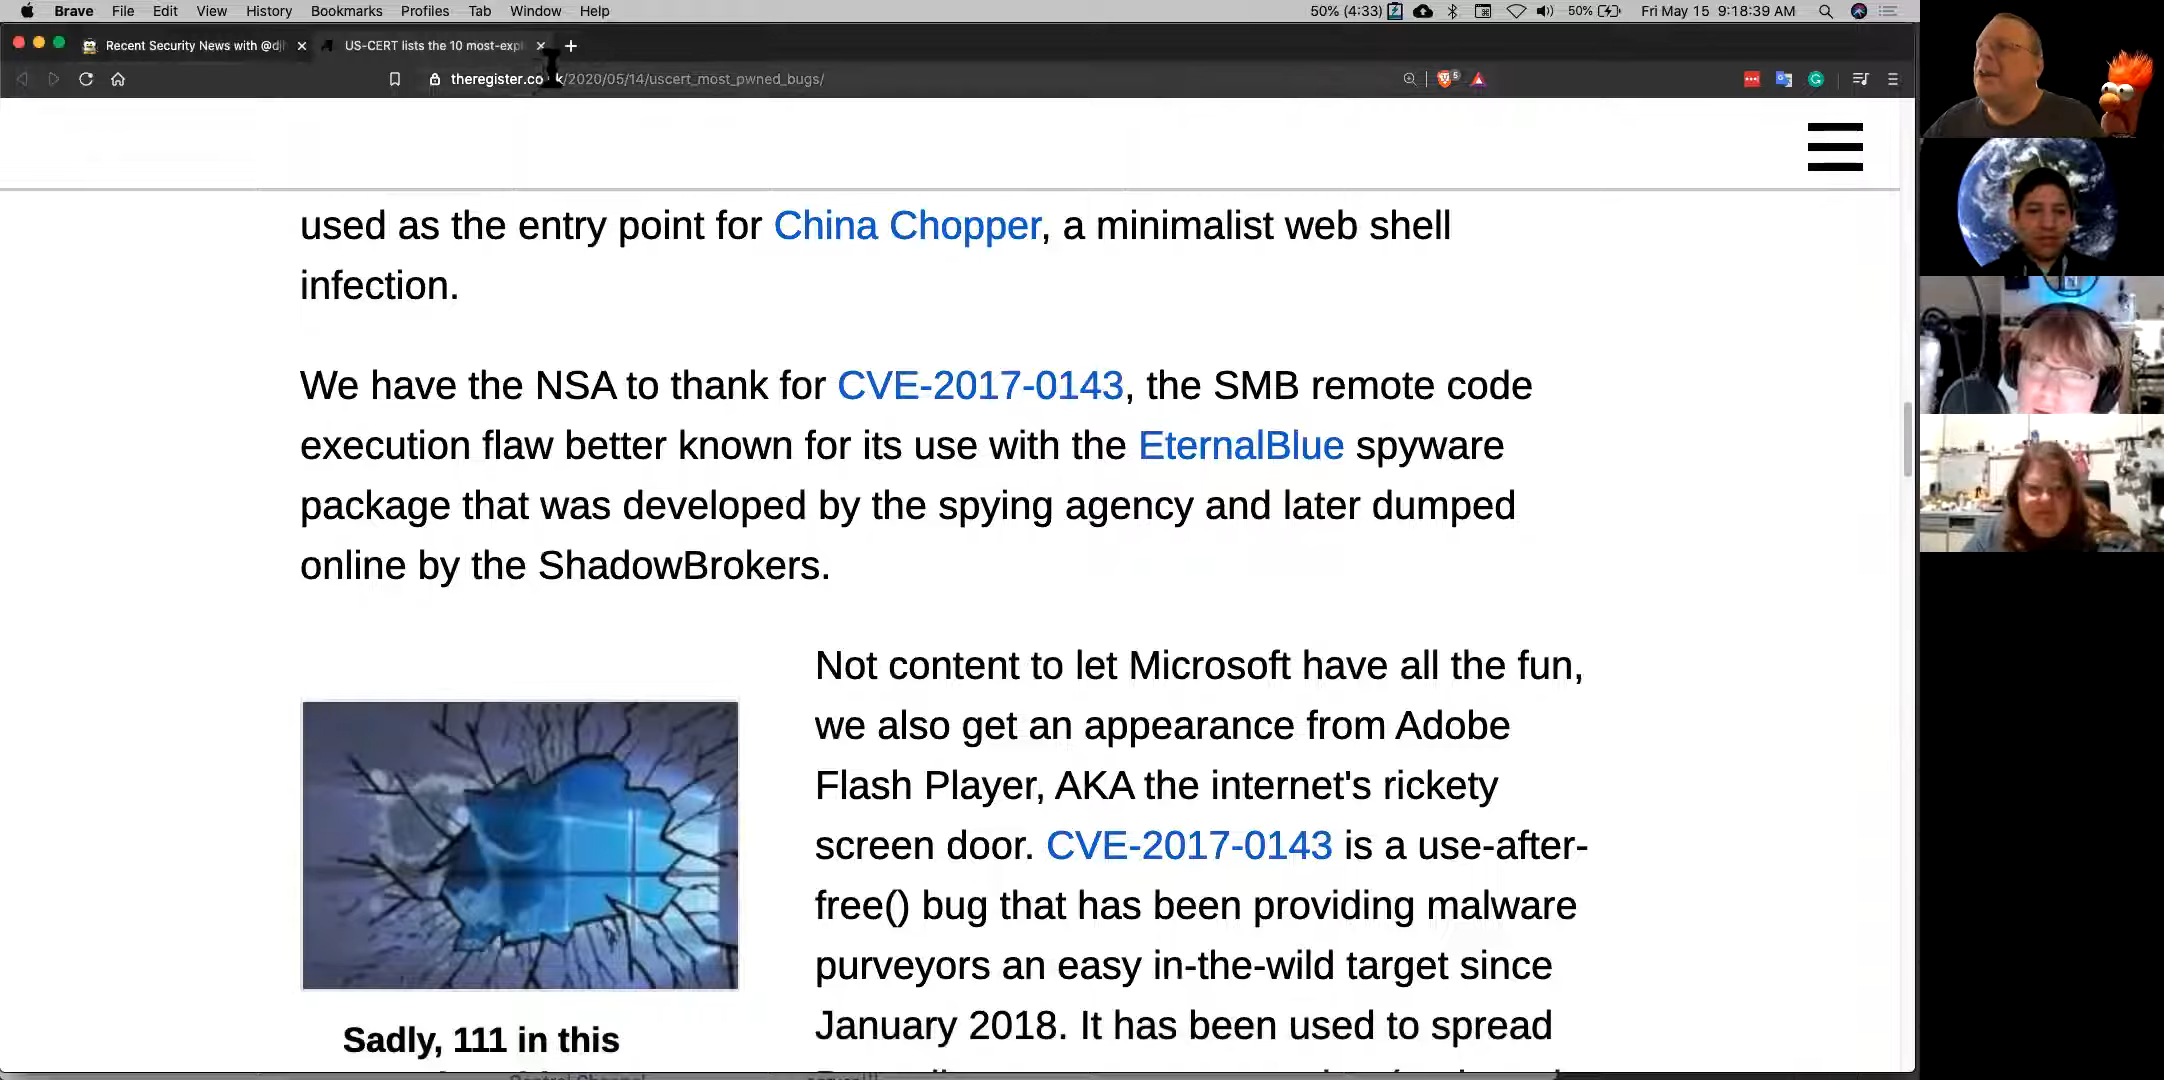 Brave File Edit View History Bookmarks Profiles Tab Window Help 50% (4:33) 50% Fri May 15 9:18:39 AM
Recent Security News with @dj US-CERT lists the 10 most-expl
theregister.co k/2020/05/14/uscert_most_pwned_bugs/ 5
used as the entry point for China Chopper, a minimalist web shell
infection.
We have the NSA to thank for CVE-2017-0143, the SMB remote code
execution flaw better known for its use with the EternalBlue spyware
package that was developed by the spying agency and later dumped
online by the ShadowBrokers.
Not content to let Microsoft have all the fun,
we also get an appearance from Adobe
Flash Player, AKA the internet's rickety
screen door. CVE-2017-0143 is a use-after-
free() bug that has been providing malware
purveyors an easy in-the-wild target since
January 2018. It has been used to spread
Sadly, 111 in this